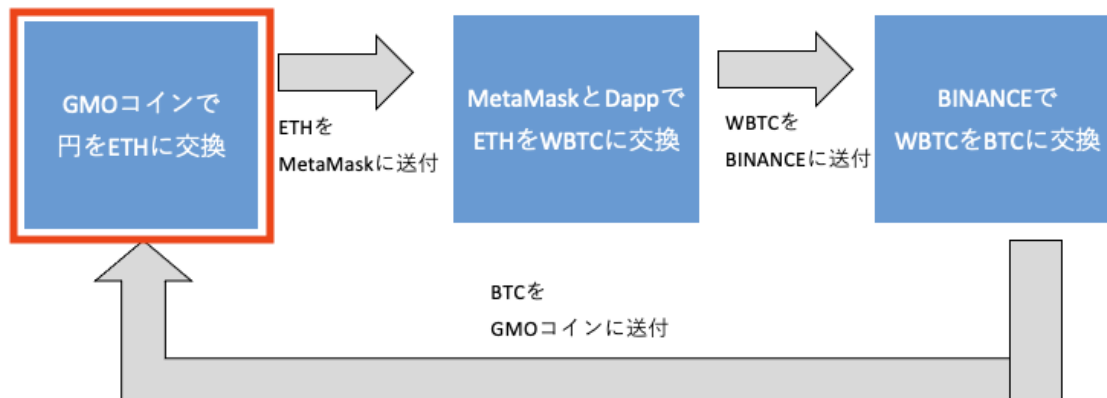 GMOコインで
円をETHに交換
ETHを
MetaMaskに送付
MetaMaskとDappで
ETHをWBTCに交換
WBTCを
BINANCEに送付
BINANCEで
WBTCをBTCに交換
BTCを
GMOコインに送付